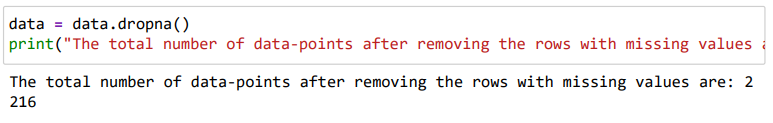 data = data.dropna()
print("The total number of data-points after removing the rows with missing values
The total number of data-points after removing the rows with missing values are: 2
216